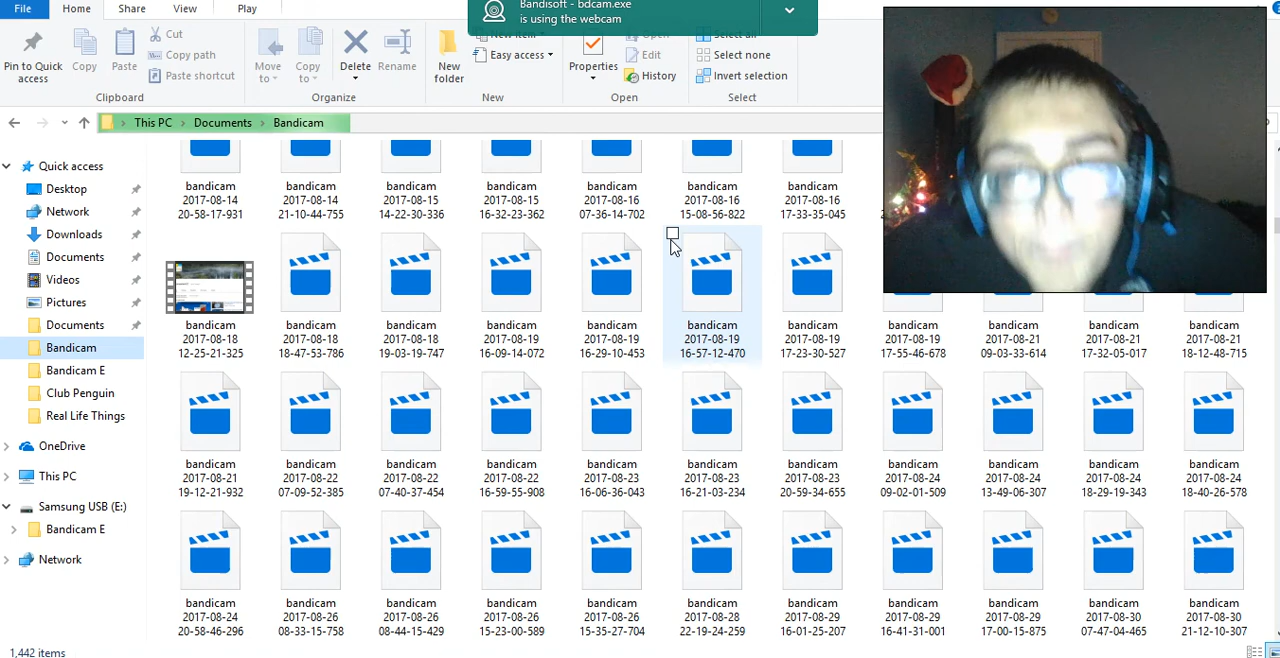 File
Home
Share
View
Play
Bandisoft - bdcam.exe
is using the webcam
Pin to Quick
access
Copy
Paste
Cut
Copy path
Paste shortcut
Clipboard
Move
to
Copy
to
Delete
Rename
Organize
New
folder
New item
Easy access
New
Properties
Open
Edit
History
Open
Select all
Select none
Invert selection
Select
This PC
Documents
Bandicam
Quick access
Desktop
Network
Downloads
Documents
Videos
Pictures
Documents
Bandicam
Bandicam E
Club Penguin
Real Life Things
OneDrive
This PC
Samsung USB (E:)
Bandicam E
Network
bandicam
2017-08-14
20-58-17-931
bandicam
2017-08-14
21-10-44-755
bandicam
2017-08-15
14-22-30-336
bandicam
2017-08-15
16-32-23-362
bandicam
2017-08-16
07-36-14-702
bandicam
2017-08-16
15-08-56-822
bandicam
2017-08-16
17-33-35-045
bandicam
2017-08-18
12-25-21-325
bandicam
2017-08-18
18-47-53-786
bandicam
2017-08-18
19-03-19-747
bandicam
2017-08-19
16-09-14-072
bandicam
2017-08-19
16-29-10-453
bandicam
2017-08-19
16-57-12-470
bandicam
2017-08-19
17-23-30-527
bandicam
2017-08-19
17-55-46-678
bandicam
2017-08-21
09-03-33-614
bandicam
2017-08-21
17-32-05-017
bandicam
2017-08-21
18-12-48-715
bandicam
2017-08-21
19-12-21-932
bandicam
2017-08-22
07-09-52-385
bandicam
2017-08-22
07-40-37-454
bandicam
2017-08-22
16-59-55-908
bandicam
2017-08-23
16-06-36-043
bandicam
2017-08-23
16-21-03-234
bandicam
2017-08-23
20-59-34-655
bandicam
2017-08-24
09-02-01-509
bandicam
2017-08-24
13-49-06-307
bandicam
2017-08-24
18-29-19-343
bandicam
2017-08-24
18-40-26-578
bandicam
2017-08-24
20-58-46-296
bandicam
2017-08-26
08-33-15-758
bandicam
2017-08-26
08-44-15-429
bandicam
2017-08-26
15-23-00-589
bandicam
2017-08-26
15-35-27-704
bandicam
2017-08-28
22-19-24-259
bandicam
2017-08-29
16-01-25-207
bandicam
2017-08-29
16-41-31-001
bandicam
2017-08-29
17-00-15-875
bandicam
2017-08-30
07-47-04-465
bandicam
2017-08-30
21-12-10-307
1,442 items